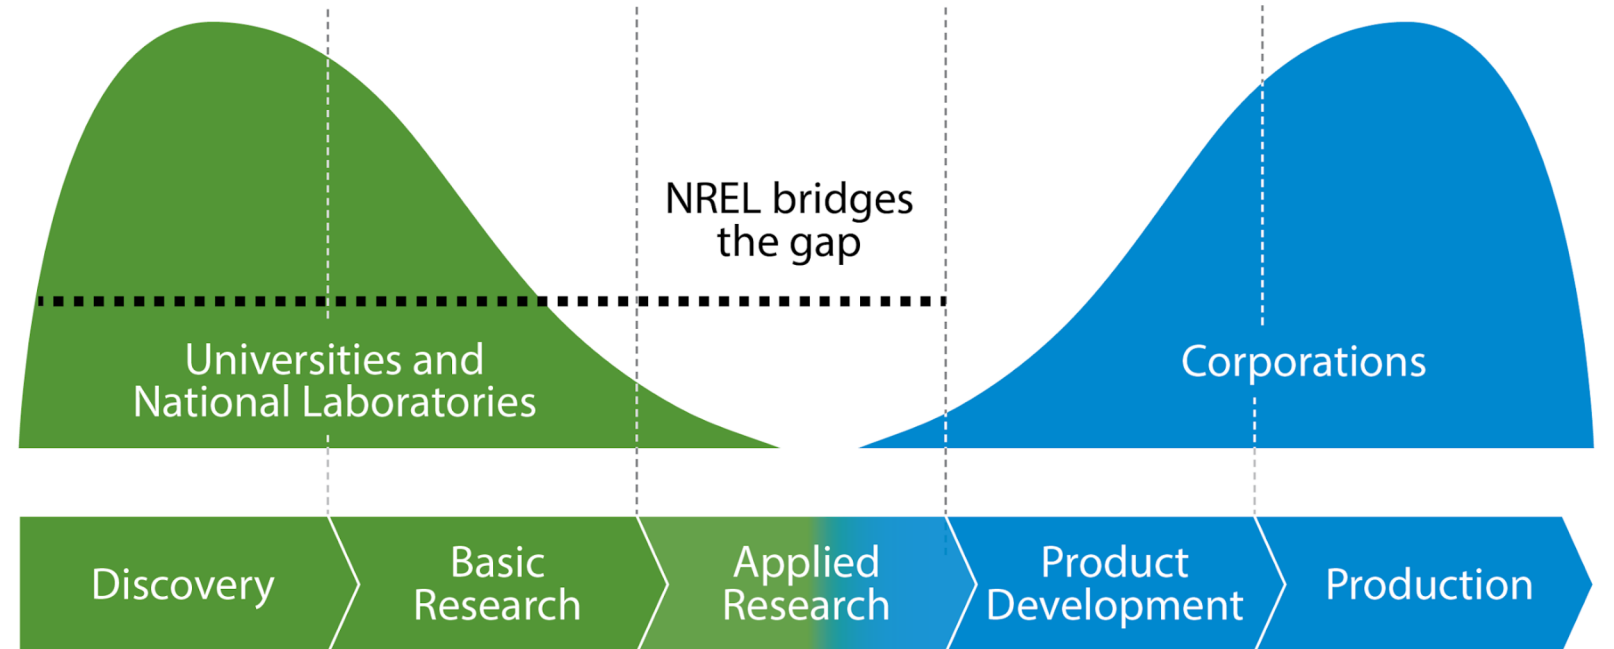 NREL bridges
the gap
Universities and
National Laboratories
Corporations
Discovery
Basic
Research
Applied
Research
Product
Development
Production